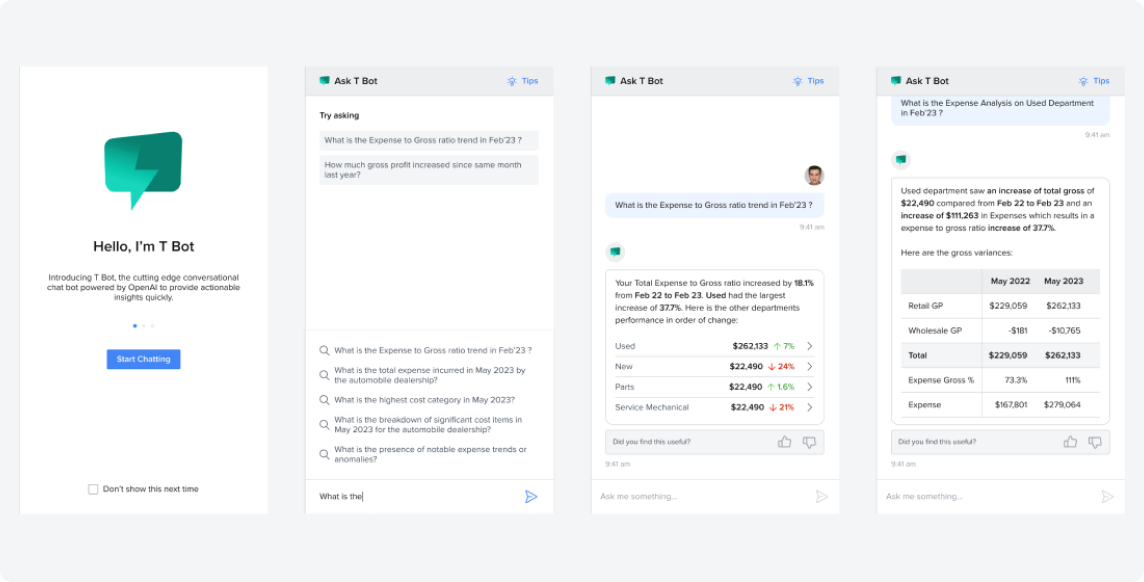 Hello, I'm T Bot
Introducing T Bot, the cutting edge conversational
chat bot powered by OpenAI to provide actionable
insights quickly.
Start Chatting
Don't show this next time
Ask T Bot
Tips
Try asking
What is the Expense to Gross ratio trend in Feb'23 ?
How much gross profit increased since same month
last year?
What is the Expense to Gross ratio trend in Feb'23 ?
What is the total expense incurred in May 2023 by
the automobile dealership?
What is the highest cost category in May 2023?
What is the breakdown of significant cost items in
May 2023 for the automobile dealership?
What is the presence of notable expense trends or
anomalies?
What is the
Ask T Bot
Tips
What is the Expense to Gross ratio trend in Feb'23 ?
9:41 am
Your Total Expense to Gross ratio increased by 18.1%
from Feb 22 to Feb 23. Used had the largest
increase of 37.7%. Here is the other departments
performance in order of change:
Used $262,133 ↑ 7%
New $22,490 ↓ 24%
Parts $22,490 ↑ 1.6%
Service Mechanical $22,490 ↓ 21%
Did you find this useful?
9:41 am
Ask me something...
Ask T Bot
Tips
What is the Expense Analysis on Used Department
in Feb'23 ?
9:41 am
Used department saw an increase of total gross of
$22,490 compared from Feb 22 to Feb 23 and an
increase of $111,263 in Expenses which results in a
expense to gross ratio increase of 37.7%.
Here are the gross variances:
May 2022 May 2023
Retail GP $229,059 $262,133
Wholesale GP -$181 -$10,765
Total $229,059 $262,133
Expense Gross % 73.3% 111%
Expense $167,801 $279,064
Did you find this useful?
9:41 am
Ask me something...